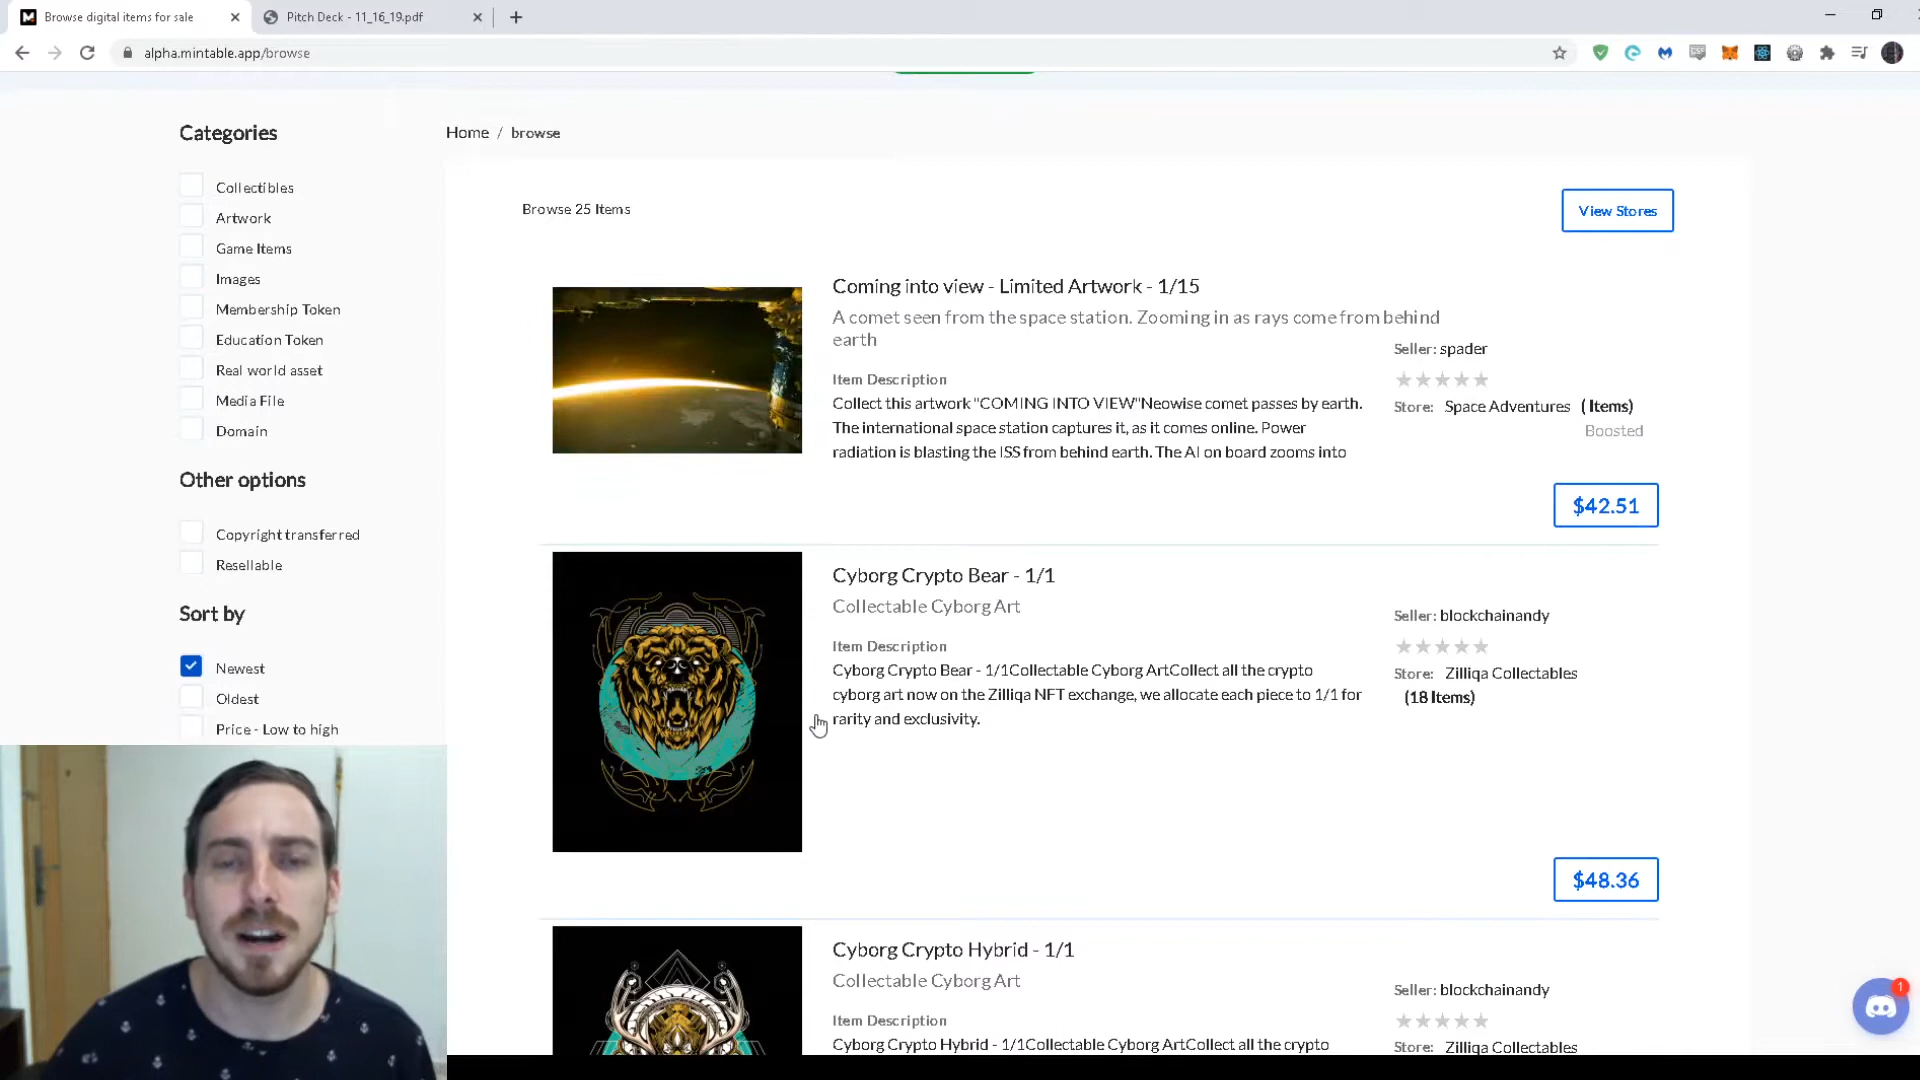 Browse digital items for sale
Pitch Deck - 11_16_19.pdf
alpha.mintable.app/browse
Categories
Collectibles
Artwork
Game Items
Images
Membership Token
Education Token
Real world asset
Media File
Domain
Other options
Copyright transferred
Resellable
Sort by
Newest
Oldest
Price - Low to high
Home / browse
Browse 25 Items
View Stores
Coming into view - Limited Artwork - 1/15
A comet seen from the space station. Zooming in as rays come from behind
earth
Item Description
Collect this artwork "COMING INTO VIEW"Neowise comet passes by earth.
The international space station captures it, as it comes online. Power
radiation is blasting the ISS from behind earth. The AI on board zooms into
Seller: spader
Store: Space Adventures ( Items)
Boosted
$42.51
Cyborg Crypto Bear - 1/1
Collectable Cyborg Art
Item Description
Cyborg Crypto Bear - 1/1Collectable Cyborg ArtCollect all the crypto
cyborg art now on the Zilliqa NFT exchange, we allocate each piece to 1/1 for
rarity and exclusivity.
Seller: blockchainandy
Store: Zilliqa Collectables
(18 Items)
$48.36
Cyborg Crypto Hybrid - 1/1
Collectable Cyborg Art
Item Description
Cyborg Crypto Hybrid - 1/1Collectable Cyborg ArtCollect all the crypto
Seller: blockchainandy
Store: Zilliqa Collectables
1